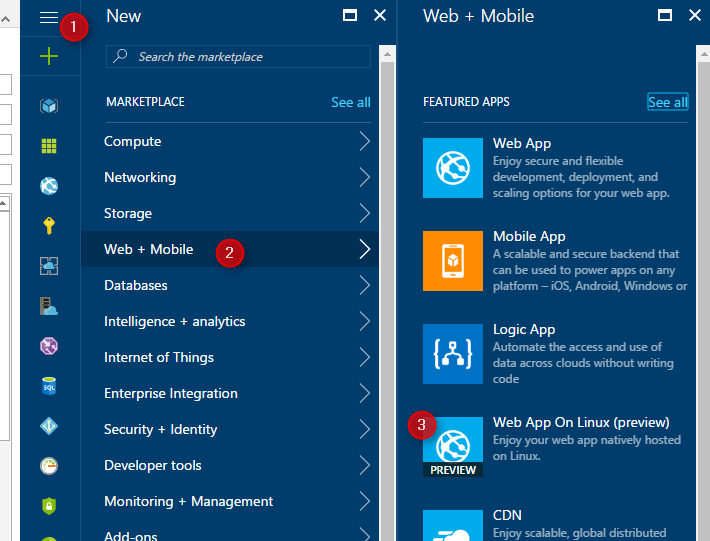 1
New
Search the marketplace
MARKETPLACE
See all
Compute
Networking
Storage
Web + Mobile
2
Databases
Intelligence + analytics
Internet of Things
Enterprise Integration
Security + Identity
Developer tools
Monitoring + Management
Add-ons
SQL
Web + Mobile
FEATURED APPS
See all
Web App
Enjoy secure and flexible
development, deployment, and
scaling options for your web app.
Mobile App
A scalable and secure backend that
can be used to power apps on any
platform – iOS, Android, Windows or
Logic App
Automate the access and use of
data across clouds without writing
code
3
Web App On Linux (preview)
Enjoy your web app natively hosted
on Linux.
PREVIEW
CDN
Enjoy scalable, global distributed